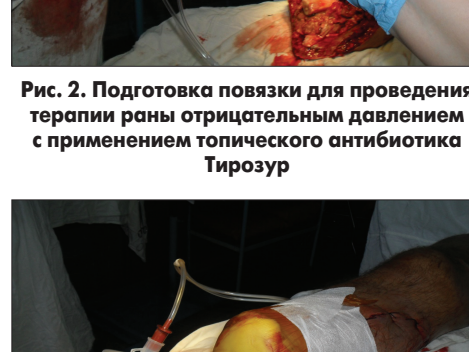 Рис. 2. Подготовка повязки для проведения
терапии раны отрицательным давлением
с применением топического антибиотика
Тирозур